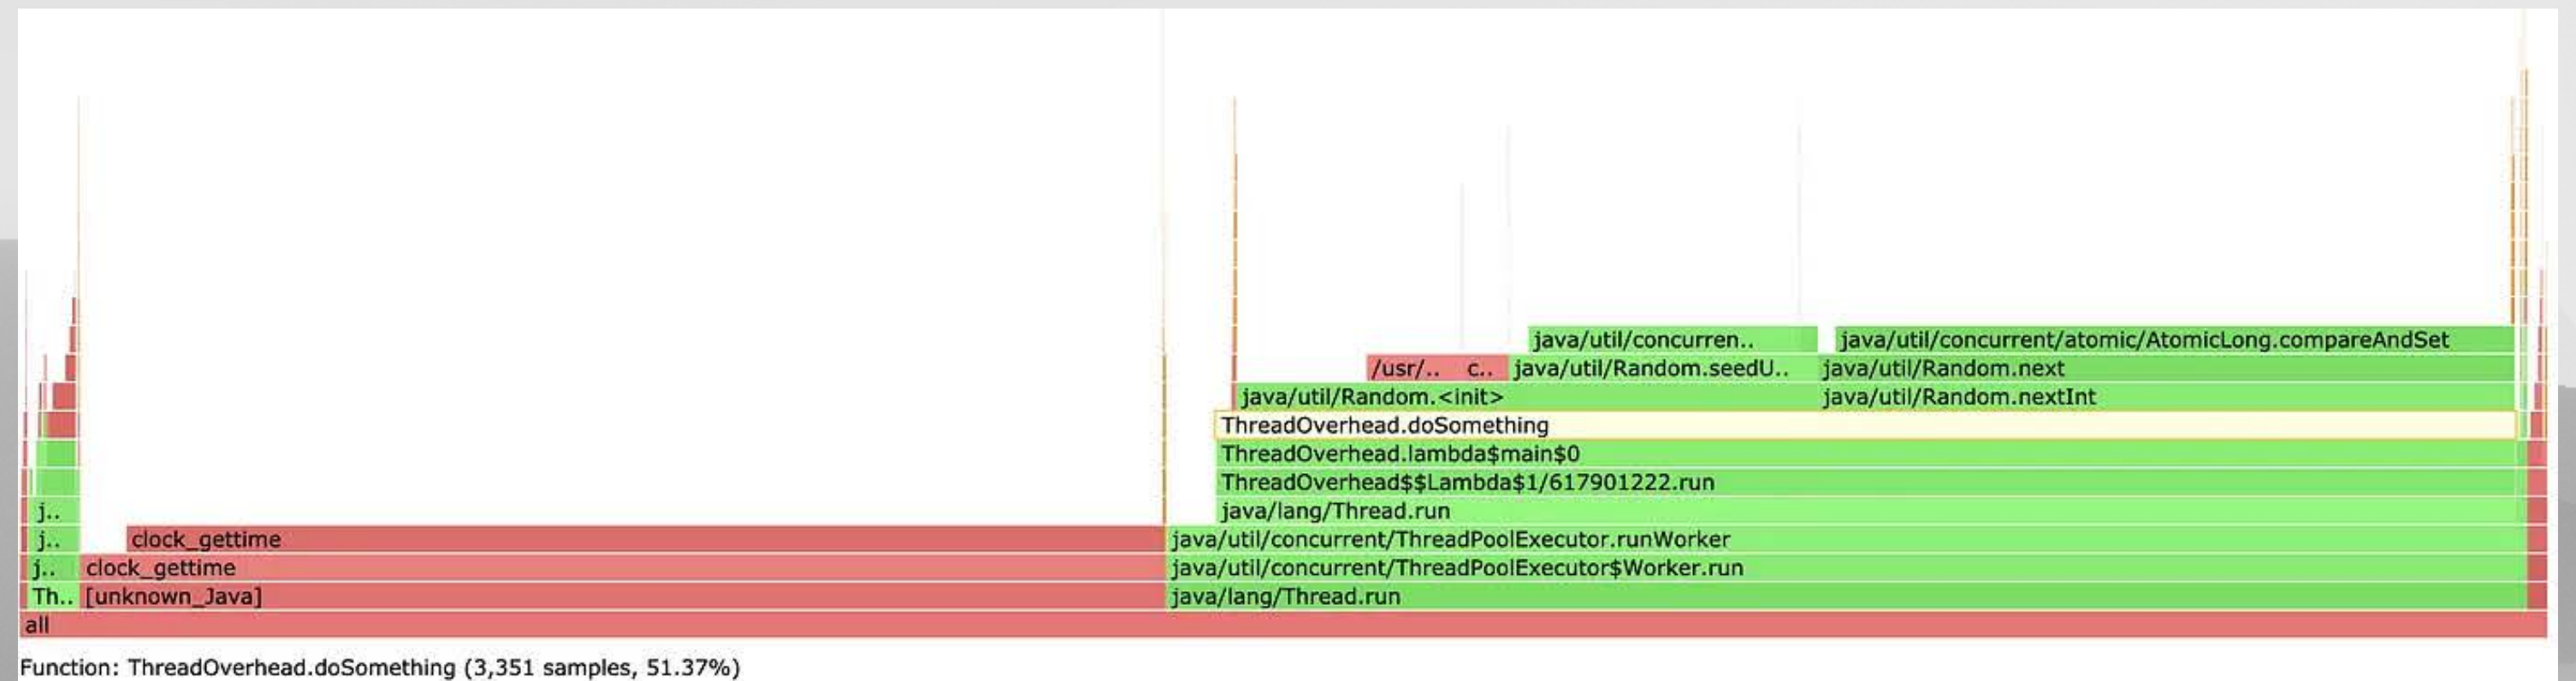 java/util/concurren.. java/util/concurrent/atomic/AtomicLong.compareAndSet
/usr/.. c.. java/util/Random.seedU.. java/util/Random.next
java/util/Random.<init> java/util/Random.nextInt
ThreadOverhead.doSomething
ThreadOverhead.lambda$main$0
ThreadOverhead$$Lambda$1/617901222.run
j.. java/lang/Thread.run
j.. clock_gettime java/util/concurrent/ThreadPoolExecutor.runWorker
j.. clock_gettime java/util/concurrent/ThreadPoolExecutor$Worker.run
Th.. [unknown_Java] java/lang/Thread.run
all
Function: ThreadOverhead.doSomething (3,351 samples, 51.37%)